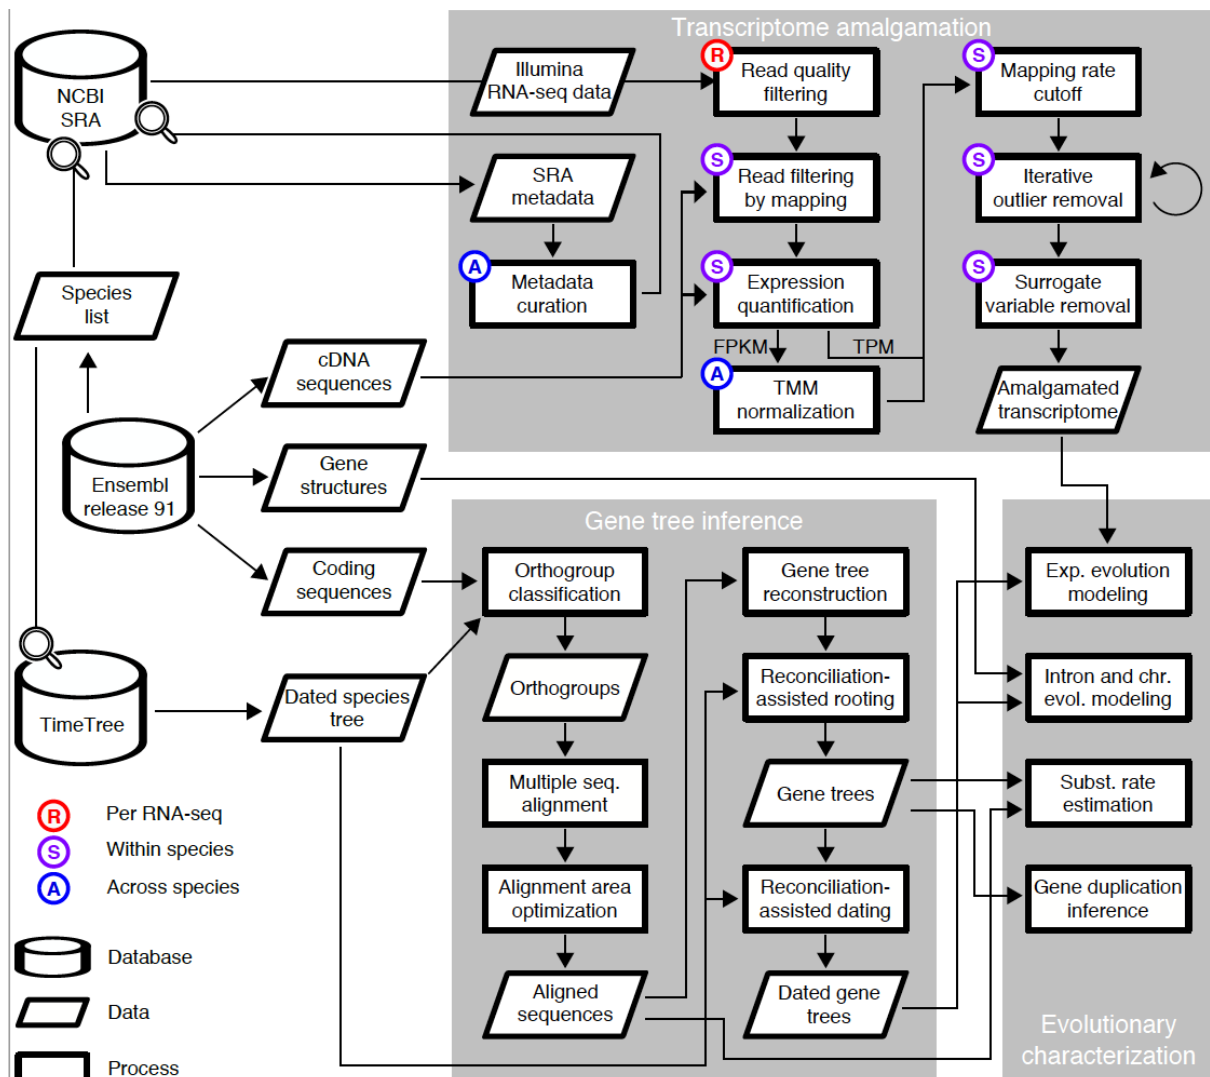 Transcriptome amalgamation
NCBI
SRA
Illumina
RNA-seq data
R
Read quality
filtering
S
Mapping rate
cutoff
SRA
metadata
S
Read filtering
by mapping
S
Iterative
outlier removal
A
Metadata
curation
S
Expression
quantification
S
Surrogate
variable removal
Species
list
FPKM
TPM
cDNA
sequences
A
TMM
normalization
Amalgamated
transcriptome
Ensembl
release 91
Gene
structures
Gene tree inference
Coding
sequences
Orthogroup
classification
Gene tree
reconstruction
Exp. evolution
modeling
TimeTree
Dated species
tree
Orthogroups
Reconciliation-
assisted rooting
Intron and chr.
evol. modeling
Multiple seq.
alignment
Gene trees
Subst. rate
estimation
R
Per RNA-seq
S
Within species
A
Across species
Alignment area
optimization
Reconciliation-
assisted dating
Gene duplication
inference
Database
Data
Process
Aligned
sequences
Dated gene
trees
Evolutionary
characterization